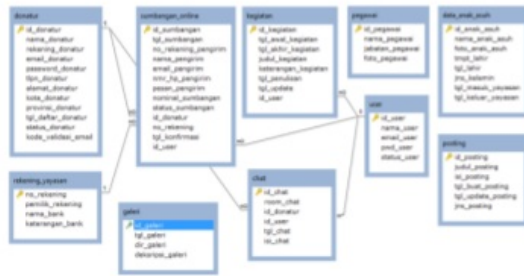 donatur
id_donatur
nama_donatur
rekening_donatur
email_donatur
password_donatur
tlpn_donatur
alamat_donatur
kota_donatur
provinsi_donatur
tgl_daftar_donatur
status_donatur
kode_validasi_email
sumbangan_online
id_sumbangan
tgl_sumbangan
no_rekening_pengirim
nama_pengirim
email_pengirim
nmr_hp_pengirim
pesan_pengirim
nominal_sumbangan
status_sumbangan
id_donatur
no_rekening
tgl_konfirmasi
id_user
kegiatan
id_kegiatan
tgl_awal_kegiatan
tgl_akhir_kegiatan
judul_kegiatan
keterangan_kegiatan
tgl_penulisan
tgl_update
id_user
pegawai
id_pegawai
nama_pegawai
jabatan_pegawai
foto_pegawai
data_anak_asuh
id_anak_asuh
nama_anak_asuh
foto_anak_asuh
tmpt_lahir
tgl_lahir
jns_kelamin
tgl_masuk_yayasan
tgl_keluar_yayasan
user
id_user
nama_user
email_user
pwd_user
status_user
posting
id_posting
judul_posting
isi_posting
tgl_buat_posting
tgl_update_posting
jns_posting
rekening_yayasan
no_rekening
pemilik_rekening
nama_bank
keterangan_bank
galeri
id_galeri
tgl_galeri
dir_galeri
deskripsi_galeri
chat
id_chat
room_chat
id_donatur
id_user
tgl_chat
isi_chat